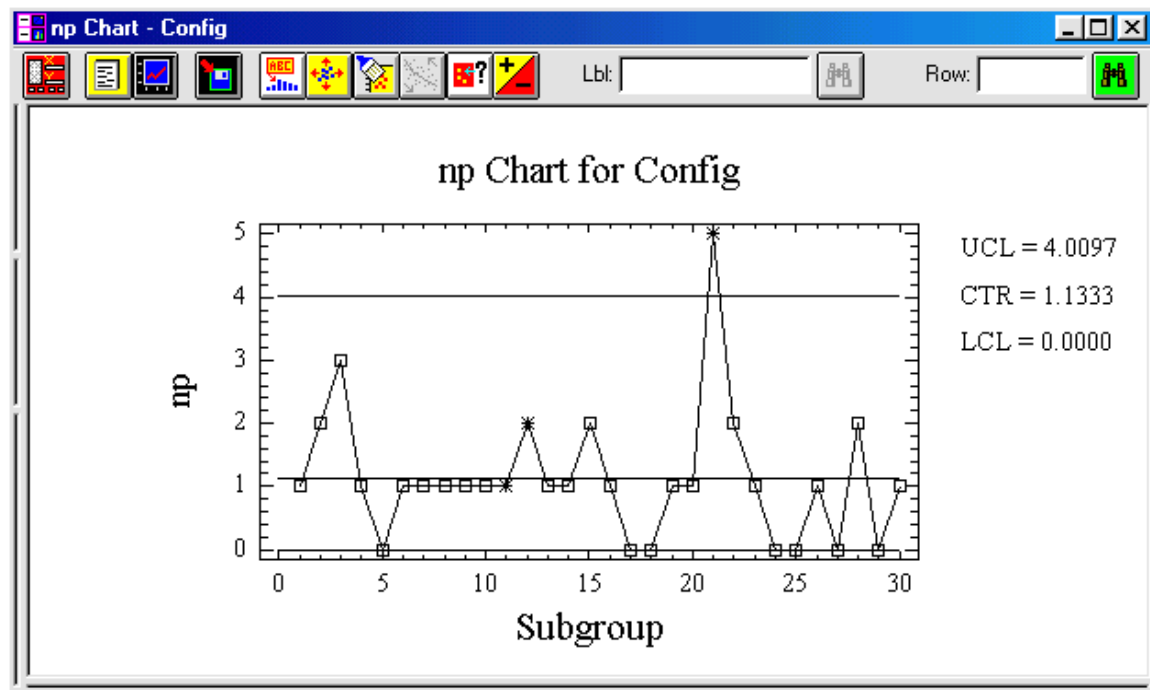 np Chart - Config
ABC
Lbl:
Row:
np Chart for Config
5
4
3
2
1
0
np
0 5 10 15 20 25 30
Subgroup
UCL = 4.0097
CTR = 1.1333
LCL = 0.0000